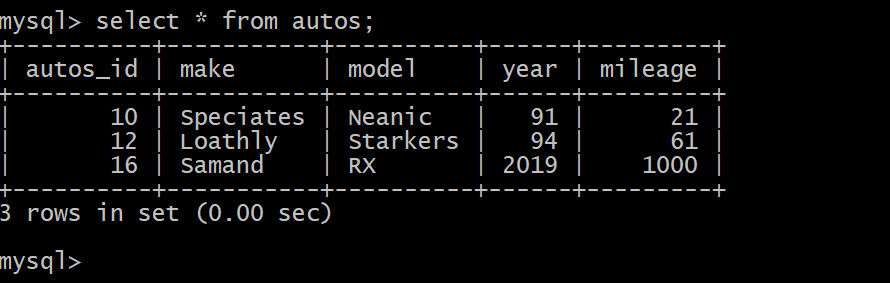 mysql> select * from autos;
+----------+-----------+----------+------+---------+
| autos_id | make      | model    | year | mileage |
+----------+-----------+----------+------+---------+
|       10 | Speciates | Neanic   |   91 |      21 |
|       12 | Loathly   | Starkers |   94 |      61 |
|       16 | Samand    | RX       | 2019 |    1000 |
+----------+-----------+----------+------+---------+
3 rows in set (0.00 sec)
mysql>